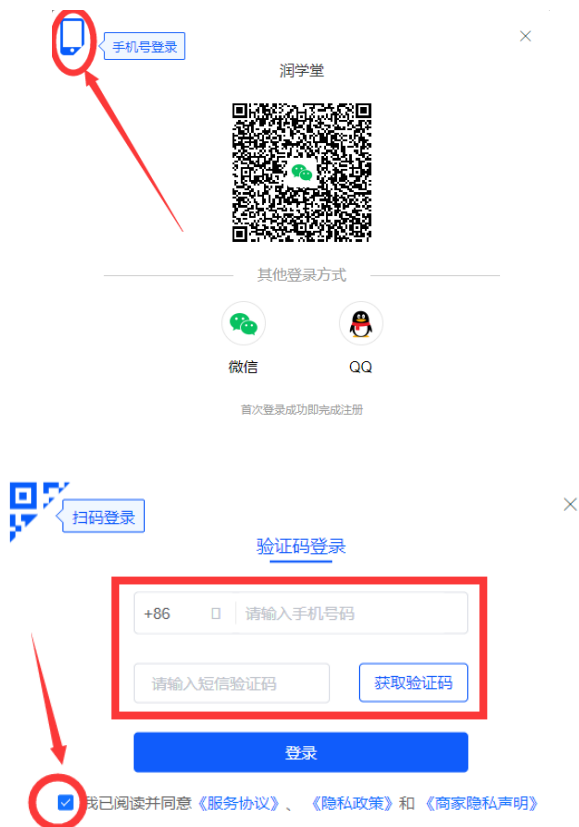 手机号登录
润学堂
其他登录方式
微信
QQ
首次登录成功即完成注册
扫码登录
验证码登录
+86
请输入手机号码
请输入短信验证码
获取验证码
登录
我已阅读并同意《服务协议》、《隐私政策》和《商家隐私声明》